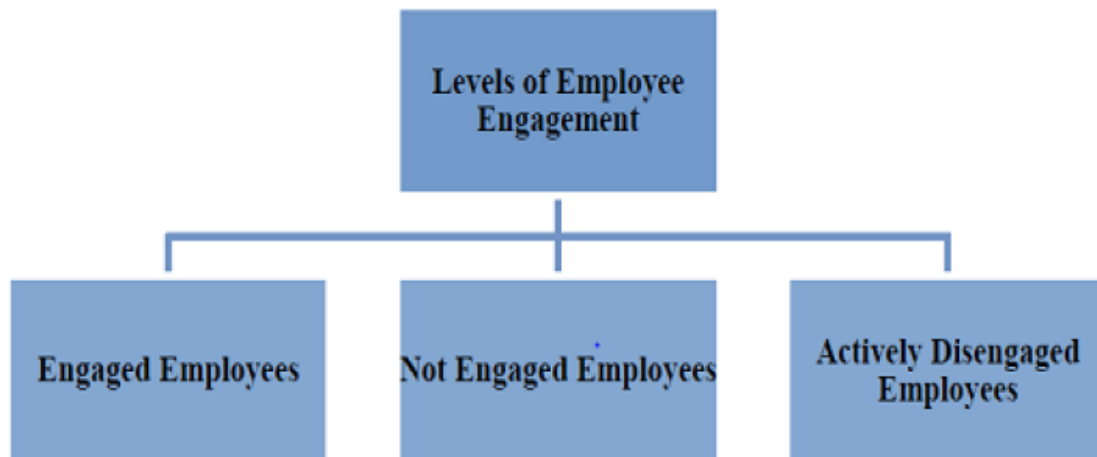 Levels of Employee
Engagement
Engaged Employees
Not Engaged Employees
Actively Disengaged
Employees